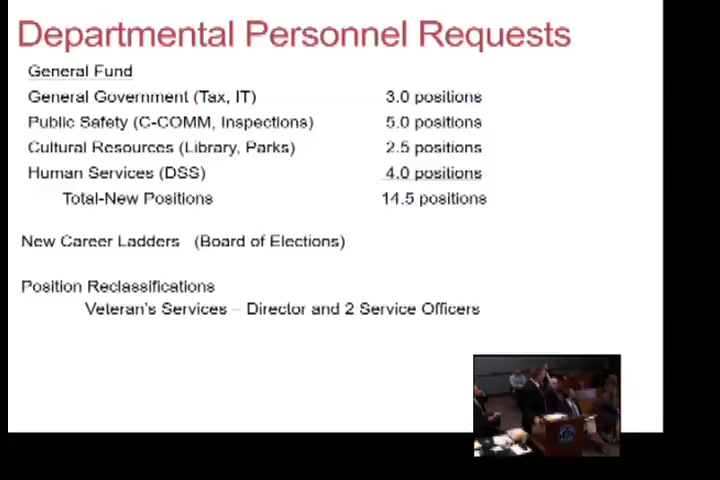 Departmental Personnel Requests
General Fund
General Government (Tax, IT) 3.0 positions
Public Safety (C-COMM, Inspections) 5.0 positions
Cultural Resources (Library, Parks) 2.5 positions
Human Services (DSS) 4.0 positions
Total-New Positions 14.5 positions
New Career Ladders (Board of Elections)
Position Reclassifications
Veteran's Services – Director and 2 Service Officers